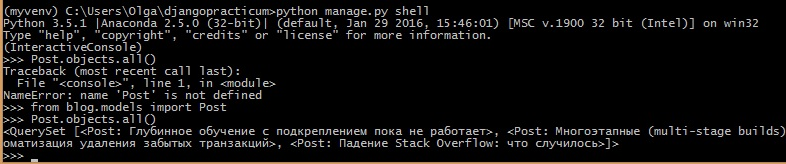 (myvenv) C:\Users\Olga\djangopracticum>python manage.py shell
Python 3.5.1 |Anaconda 2.5.0 (32-bit)| (default, Jan 29 2016, 15:46:01) [MSC v.1900 32 bit (Intel)] on win32
Type "help", "copyright", "credits" or "license" for more information.
(InteractiveConsole)
>>> Post.objects.all()
Traceback (most recent call last):
  File "<console>", line 1, in <module>
NameError: name 'Post' is not defined
>>> from blog.models import Post
>>> Post.objects.all()
<QuerySet [<Post: Глубинное обучение с подкреплением пока не работает>, <Post: Многоэтапные (multi-stage builds)
оматизация удаления забытых транзакций>, <Post: Падение Stack Overflow: что случилось>]>
>>>